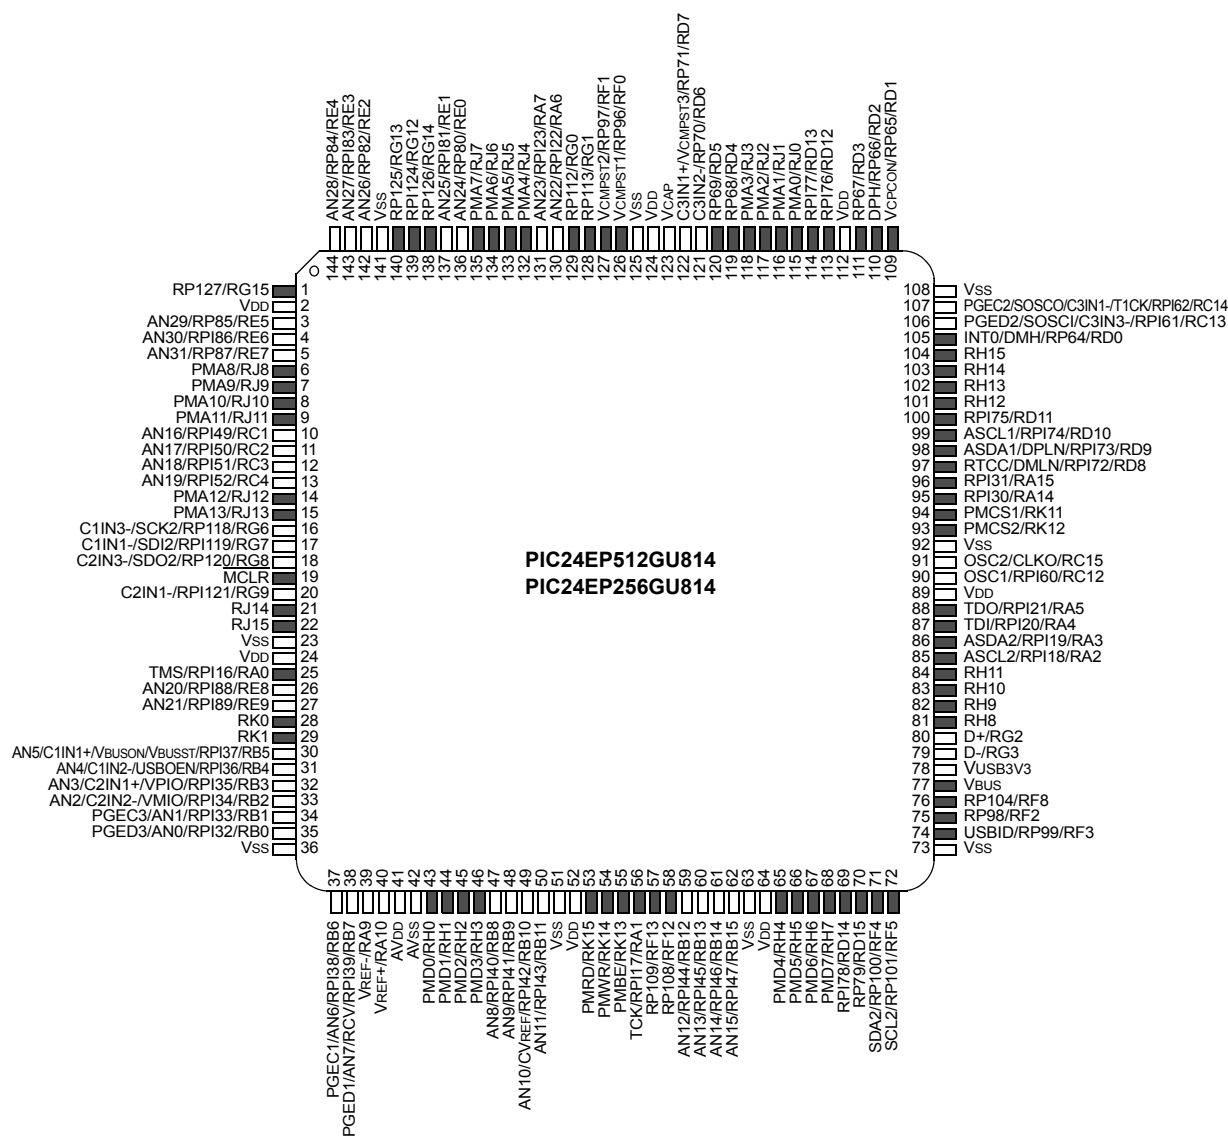 AN28/RP84/RE4
AN27/RPI83/RE3
AN26/RP82/RE2
VSS
RP125/RG13
RPI124/RG12
RP126/RG14
AN25/RPI81/RE1
AN24/RP80/RE0
PMA7/RJ7
PMA6/RJ6
PMA5/RJ5
PMA4/RJ4
AN23/RPI23/RA7
AN22/RPI22/RA6
RP112/RG0
RP113/RG1
VCMPST2/RP97/RF1
VCMPST1/RP96/RF0
VSS
VDD
VCAP
C3IN1+/VCMPST3/RP71/RD7
C3IN2-/RP70/RD6
RP69/RD5
RP68/RD4
PMA3/RJ3
PMA2/RJ2
PMA1/RJ1
PMA0/RJ0
RPI77/RD13
RPI76/RD12
VDD
RP67/RD3
DPH/RP66/RD2
VCPCON/RP65/RD1
144
143
142
141
140
139
138
137
136
135
134
133
132
131
130
129
128
127
126
125
124
123
122
121
120
119
118
117
116
115
114
113
112
111
110
109
RP127/RG15 1
VDD 2
AN29/RP85/RE5 3
AN30/RPI86/RE6 4
AN31/RP87/RE7 5
PMA8/RJ8 6
PMA9/RJ9 7
PMA10/RJ10 8
PMA11/RJ11 9
AN16/RPI49/RC1 10
AN17/RPI50/RC2 11
AN18/RPI51/RC3 12
AN19/RPI52/RC4 13
PMA12/RJ12 14
PMA13/RJ13 15
C1IN3-/SCK2/RP118/RG6 16
C1IN1-/SDI2/RPI119/RG7 17
C2IN3-/SDO2/RP120/RG8 18
MCLR 19
C2IN1-/RPI121/RG9 20
RJ14 21
RJ15 22
VSS 23
VDD 24
TMS/RPI16/RA0 25
AN20/RPI88/RE8 26
AN21/RPI89/RE9 27
RK0 28
RK1 29
AN5/C1IN1+/VBUSON/VBUSST/RPI37/RB5 30
AN4/C1IN2-/USBOEN/RPI36/RB4 31
AN3/C2IN1+/VPIO/RPI35/RB3 32
AN2/C2IN2-/VMIO/RPI34/RB2 33
PGEC3/AN1/RPI33/RB1 34
PGED3/AN0/RPI32/RB0 35
VSS 36
PIC24EP512GU814
PIC24EP256GU814
108 VSS
107 PGEC2/SOSCO/C3IN1-/T1CK/RPI62/RC14
106 PGED2/SOSCI/C3IN3-/RPI61/RC13
105 INT0/DMH/RP64/RD0
104 RH15
103 RH14
102 RH13
101 RH12
100 RPI75/RD11
99 ASCL1/RPI74/RD10
98 ASDA1/DPLN/RPI73/RD9
97 RTCC/DMLN/RPI72/RD8
96 RPI31/RA15
95 RPI30/RA14
94 PMCS1/RK11
93 PMCS2/RK12
92 VSS
91 OSC2/CLKO/RC15
90 OSC1/RPI60/RC12
89 VDD
88 TDO/RPI21/RA5
87 TDI/RPI20/RA4
86 ASDA2/RPI19/RA3
85 ASCL2/RPI18/RA2
84 RH11
83 RH10
82 RH9
81 RH8
80 D+/RG2
79 D-/RG3
78 VUSB3V3
77 VBUS
76 RP104/RF8
75 RP98/RF2
74 USBID/RP99/RF3
73 VSS
37
38
39
40
41
42
43
44
45
46
47
48
49
50
51
52
53
54
55
56
57
58
59
60
61
62
63
64
65
66
67
68
69
70
71
72
PGEC1/AN6/RPI38/RB6
PGED1/AN7/RCV/RPI39/RB7
VREF-/RA9
VREF+/RA10
AVDD
AVSS
PMD0/RH0
PMD1/RH1
PMD2/RH2
PMD3/RH3
AN8/RPI40/RB8
AN9/RPI41/RB9
AN10/CVREF/RPI42/RB10
AN11/RPI43/RB11
VSS
VDD
PMRD/RK15
PMWR/RK14
PMBE/RK13
TCK/RPI17/RA1
RP109/RF13
RP108/RF12
AN12/RPI44/RB12
AN13/RPI45/RB13
AN14/RPI46/RB14
AN15/RPI47/RB15
VSS
VDD
PMD4/RH4
PMD5/RH5
PMD6/RH6
PMD7/RH7
RPI78/RD14
RP79/RD15
SDA2/RP100/RF4
SCL2/RP101/RF5